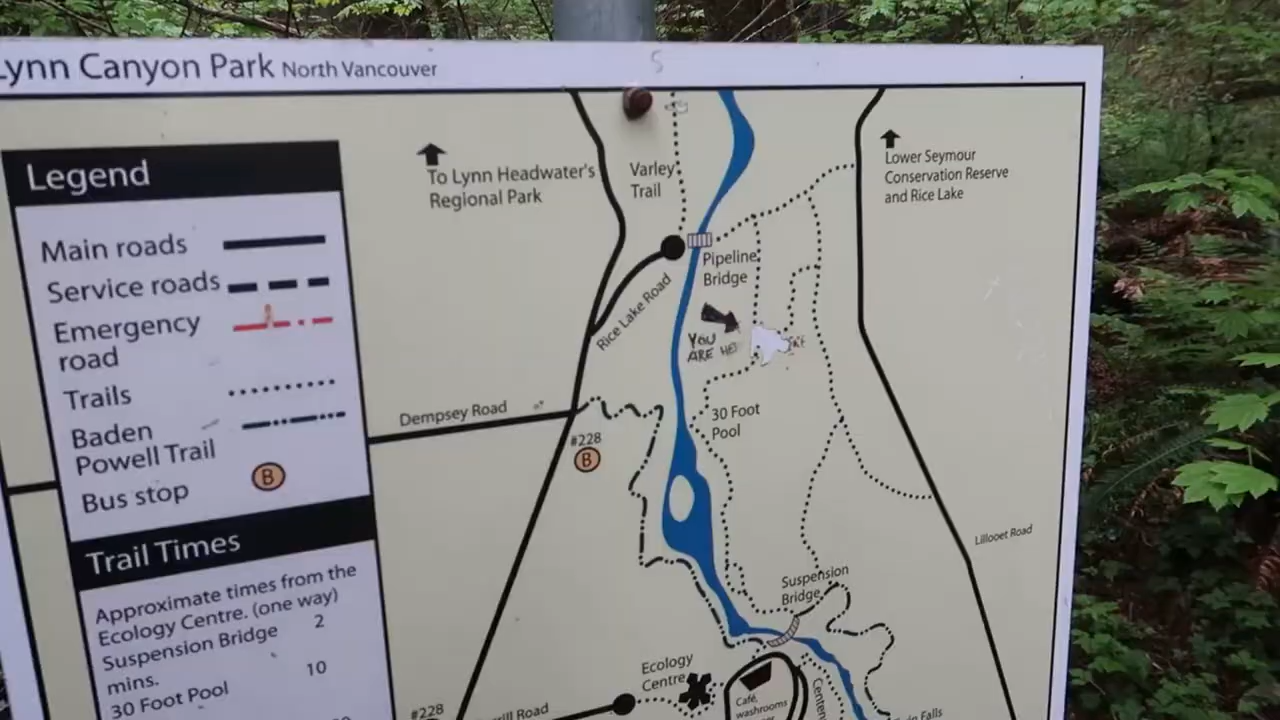 Lynn Canyon Park North Vancouver
Legend
Main roads
Service roads
Emergency
road
Trails
Baden
Powell Trail
Bus stop
B
Trail Times
Approximate times from the
Ecology Centre. (one way)
Suspension Bridge 2
mins.
30 Foot Pool 10
To Lynn Headwater's
Regional Park
Varley
Trail
Lower Seymour
Conservation Reserve
and Rice Lake
Pipeline
Bridge
Rice Lake Road
YOU
ARE
Dempsey Road
#228
B
30 Foot
Pool
Lillooet Road
Suspension
Bridge
Ecology
Centre
Café,
washrooms
#228